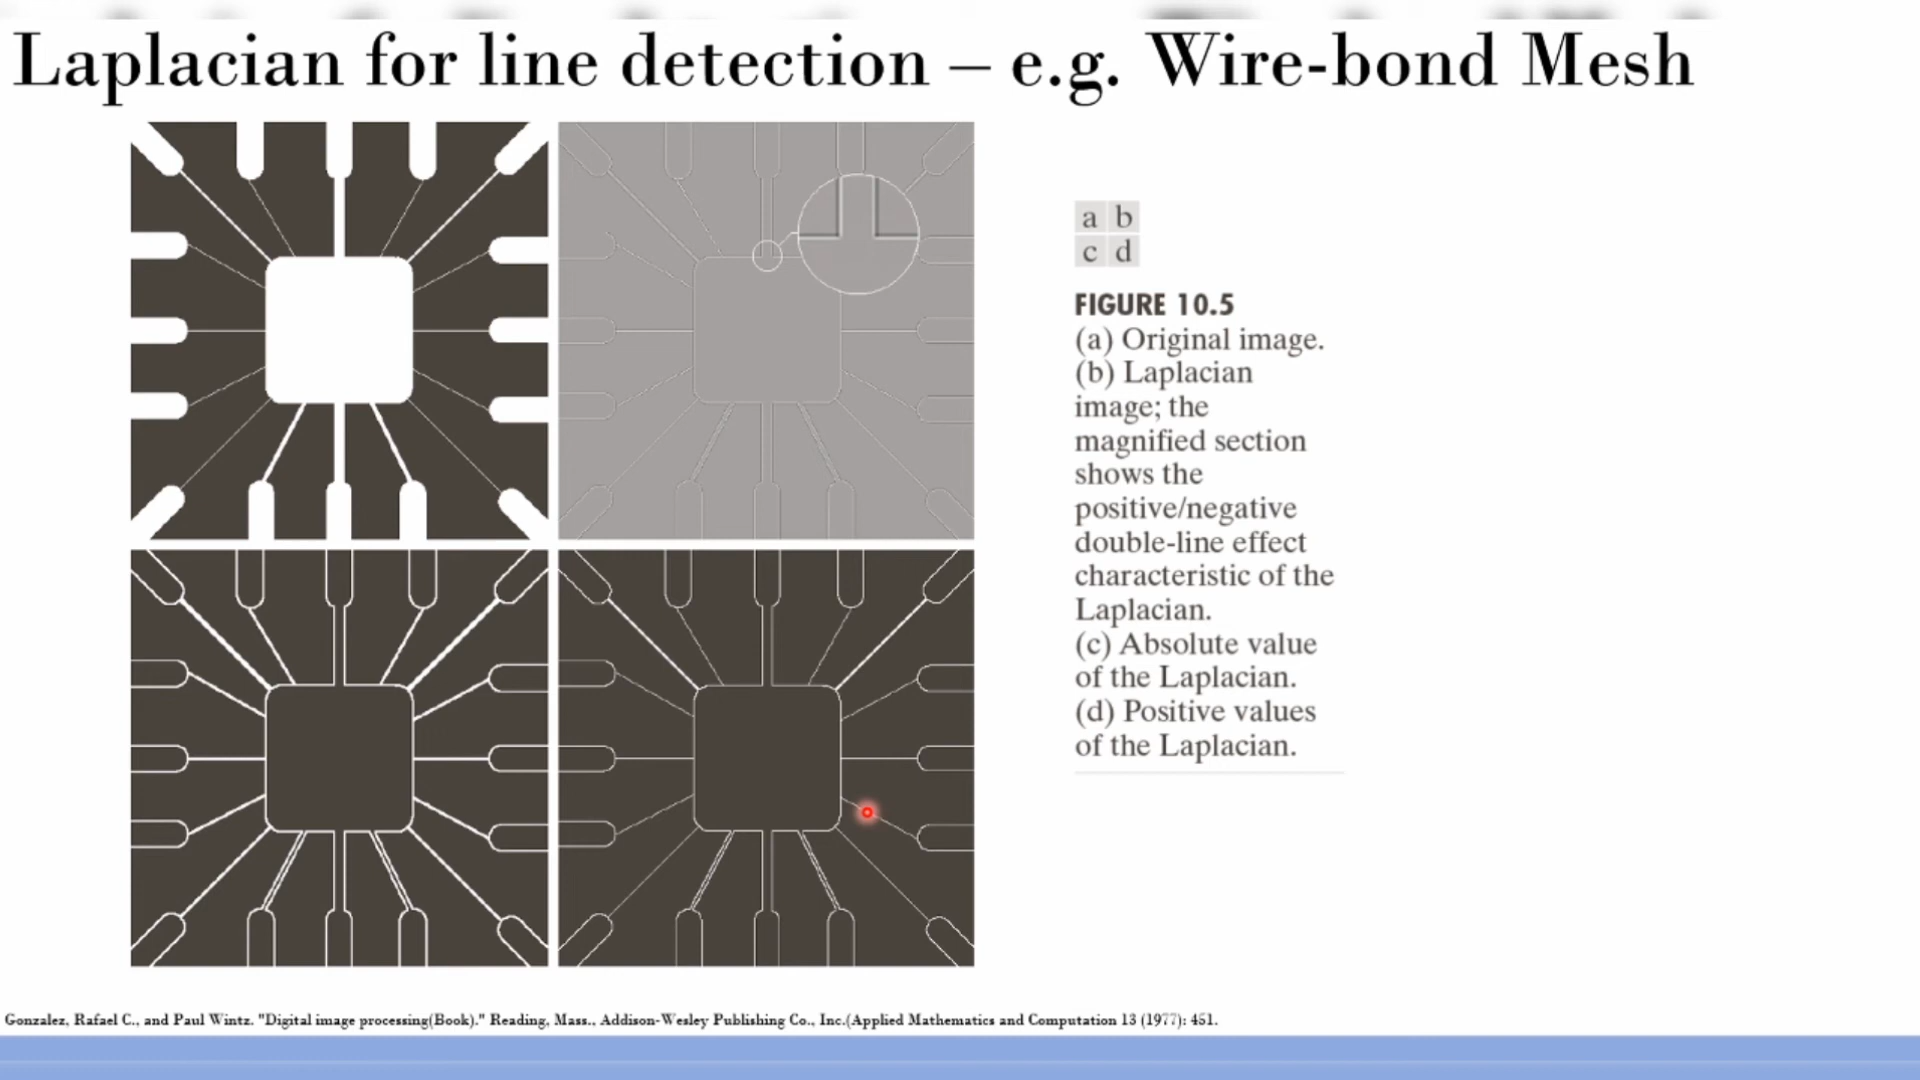 Laplacian for line detection – e.g. Wire-bond Mesh
a b
c d
FIGURE 10.5
(a) Original image.
(b) Laplacian
image; the
magnified section
shows the
positive/negative
double-line effect
characteristic of the
Laplacian.
(c) Absolute value
of the Laplacian.
(d) Positive values
of the Laplacian.
Gonzalez, Rafael C., and Paul Wintz. "Digital image processing(Book)." Reading, Mass., Addison-Wesley Publishing Co., Inc.(Applied Mathematics and Computation 13 (1977): 451.